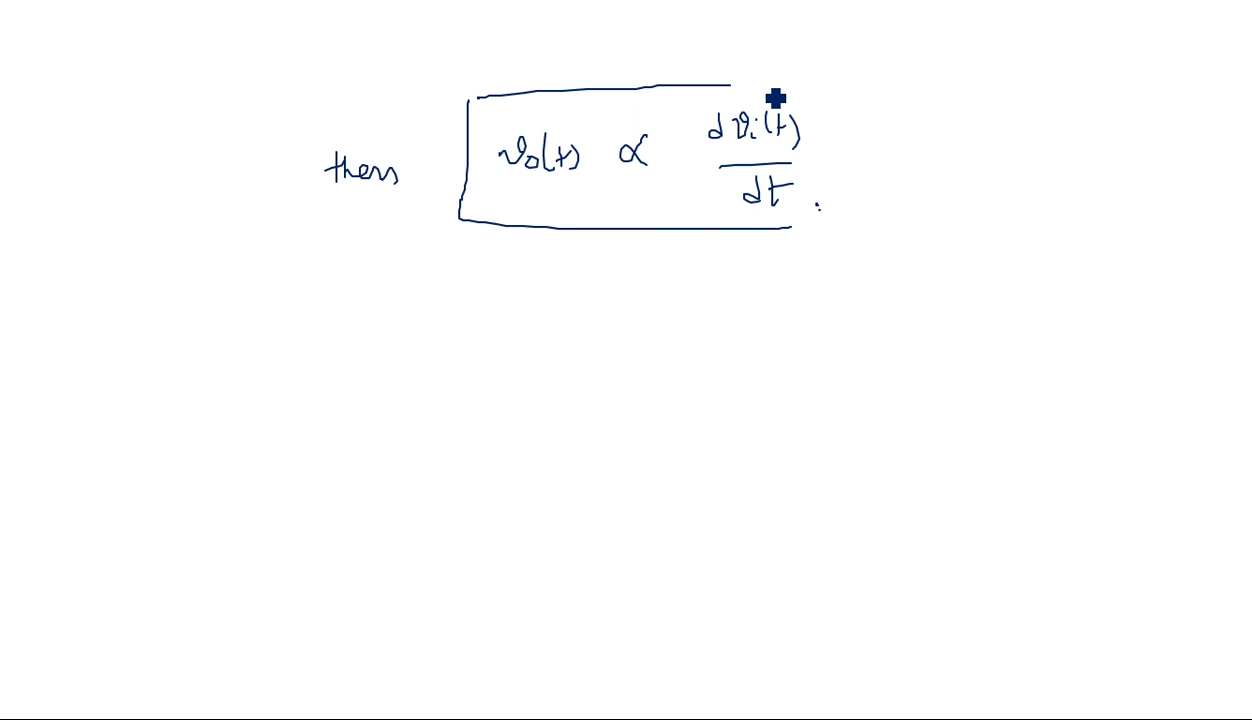 then v₀(t) ∝ dvᵢ(t)/dt .